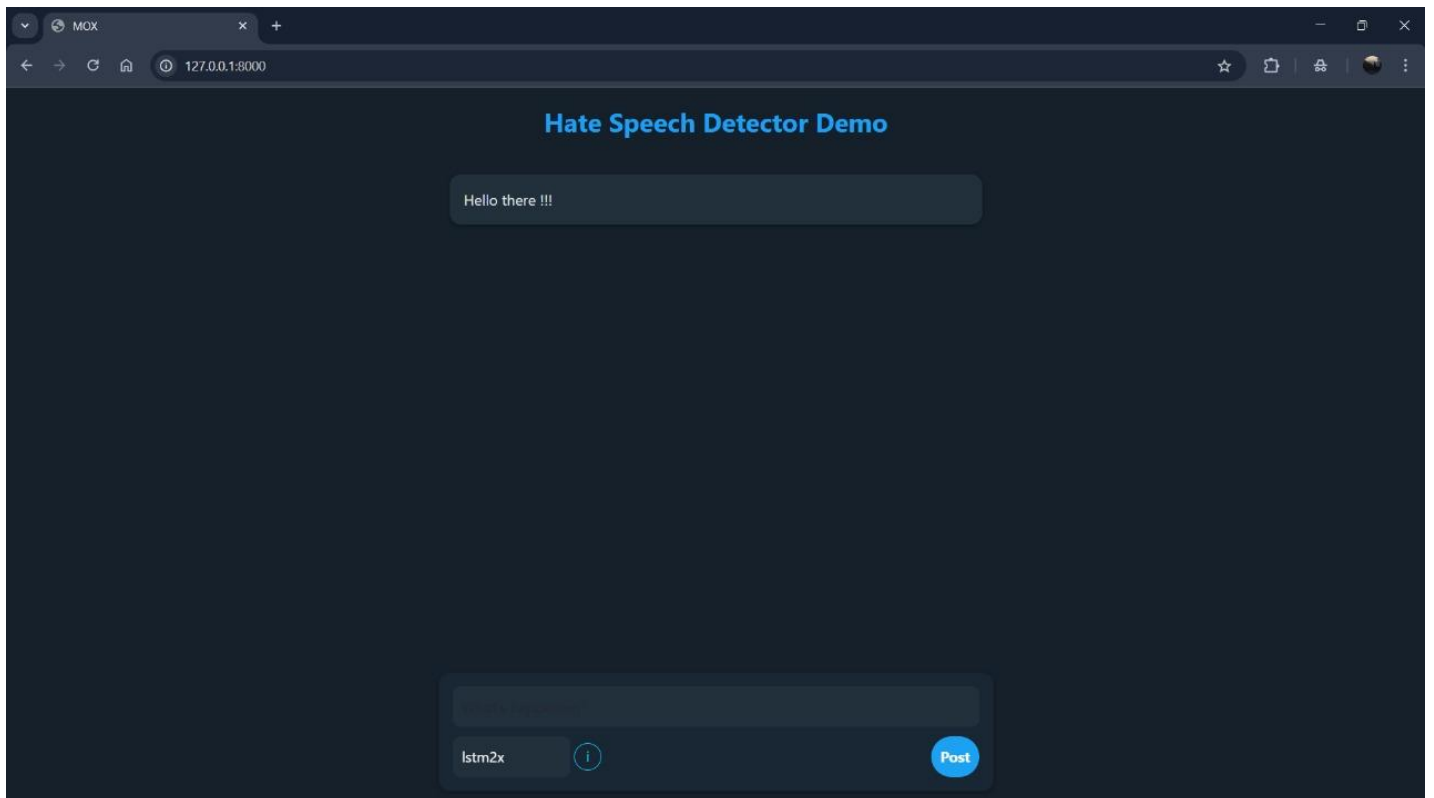 MOX
127.0.0.1:8000
Hate Speech Detector Demo
Hello there !!!
lstm2x
i
Post